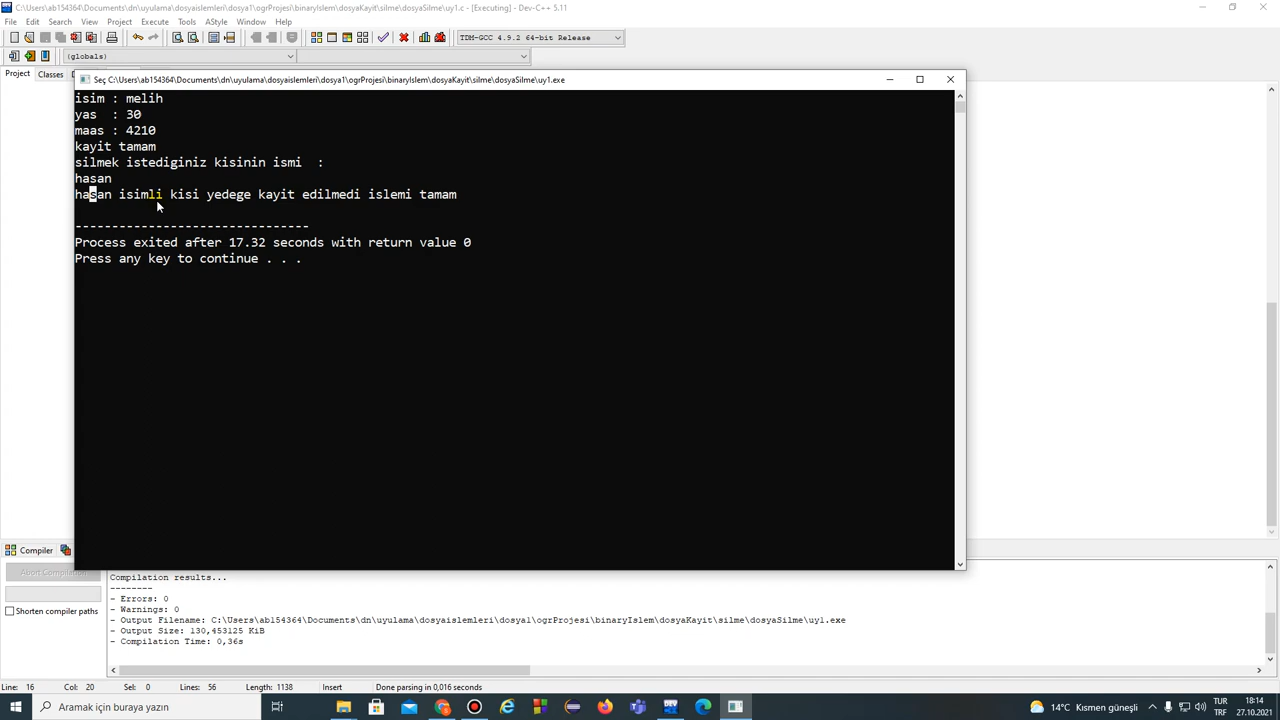 C:\Users\ab154364\Documents\dn\uyulama\dosyaislemleri\dosya1\ogrProjesi\binaryIslem\dosyaKayit\silme\dosyaSilme\uy1.c - [Executing] - Dev-C++ 5.11
File Edit Search View Project Execute Tools AStyle Window Help
TDM-GCC 4.9.2 64-bit Release
(globals)
Project Classes
Seç C:\Users\ab154364\Documents\dn\uyulama\dosyaislemleri\dosya1\ogrProjesi\binaryIslem\dosyaKayit\silme\dosyaSilme\uy1.exe
isim : melih
yas : 30
maas : 4210
kayit tamam
silmek istediginiz kisinin ismi :
hasan
hasan isimli kisi yedege kayit edilmedi islemi tamam
--------------------------------
Process exited after 17.32 seconds with return value 0
Press any key to continue . . .
Compiler
Abort Compilation
Shorten compiler paths
Compilation results...
--------
- Errors: 0
- Warnings: 0
- Output Filename: C:\Users\ab154364\Documents\dn\uyulama\dosyaislemleri\dosya1\ogrProjesi\binaryIslem\dosyaKayit\silme\dosyaSilme\uy1.exe
- Output Size: 130,453125 KiB
- Compilation Time: 0,36s
Line: 16 Col: 20 Sel: 0 Lines: 56 Length: 1138 Insert Done parsing in 0,016 seconds
Aramak için buraya yazın
14°C Kısmen güneşli
TUR
TRF
18:14
27.10.2021